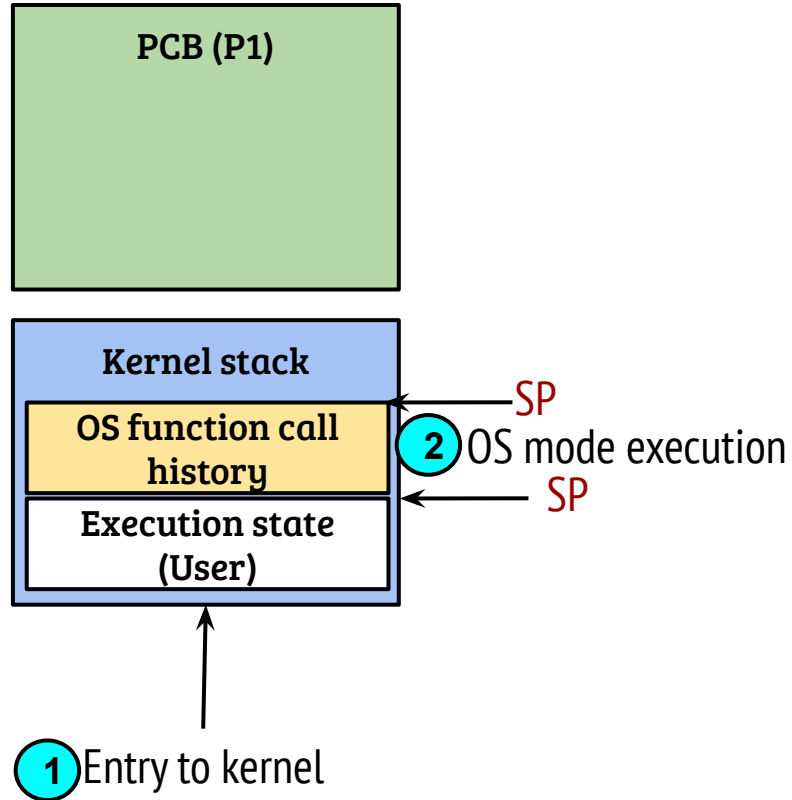 PCB (P1)
Kernel stack
SP
OS function call
history
2 OS mode execution
SP
Execution state
(User)
1 Entry to kernel